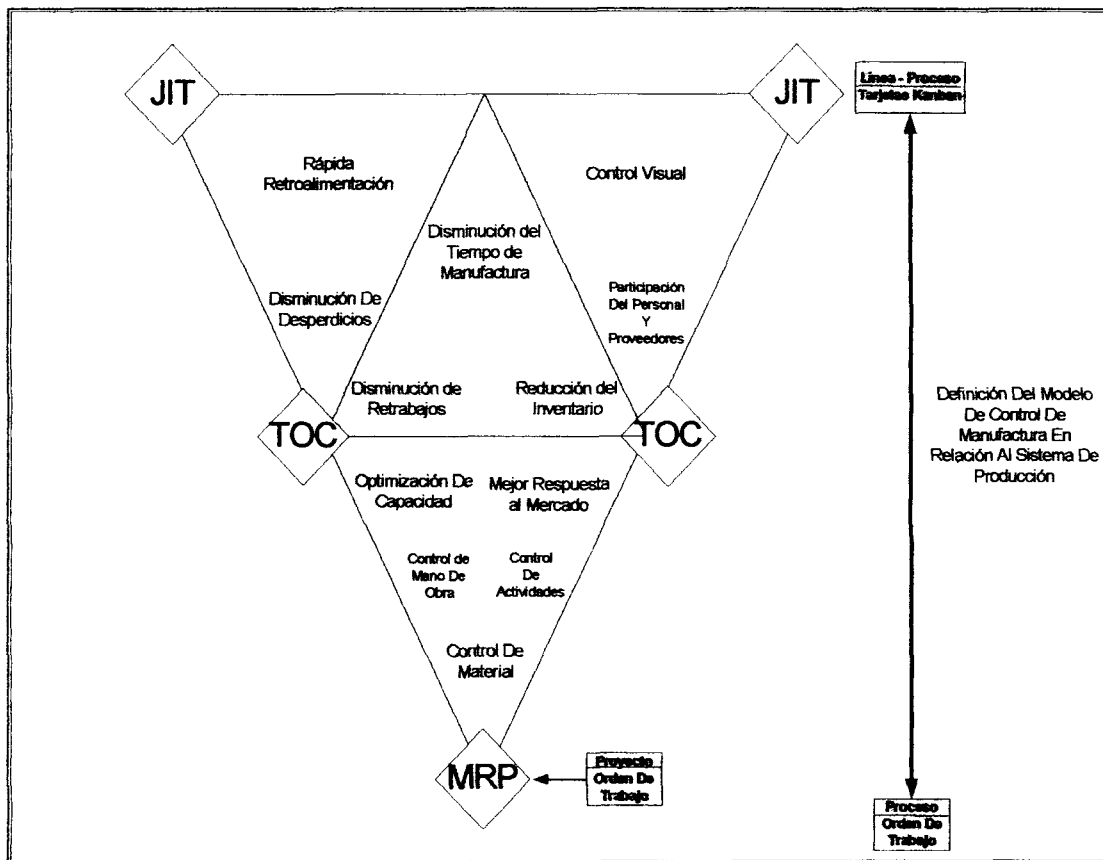 JIT
JIT
Línea - Proceso
Tarjetas Kanban
Rápida
Retroalimentación
Control Visual
Disminución del
Tiempo de
Manufactura
Participación
Del Personal
Y
Proveedores
Disminución De
Desperdicios
Disminución de
Retrabajos
Reducción del
Inventario
TOC
TOC
Definición Del Modelo
De Control De
Manufactura En
Relación Al Sistema De
Producción
Optimización De
Capacidad
Mejor Respuesta
al Mercado
Control de
Mano De
Obra
Control
De
Actividades
Control De
Material
MRP
Proyecto
Orden De
Trabajo
Proceso
Orden De
Trabajo